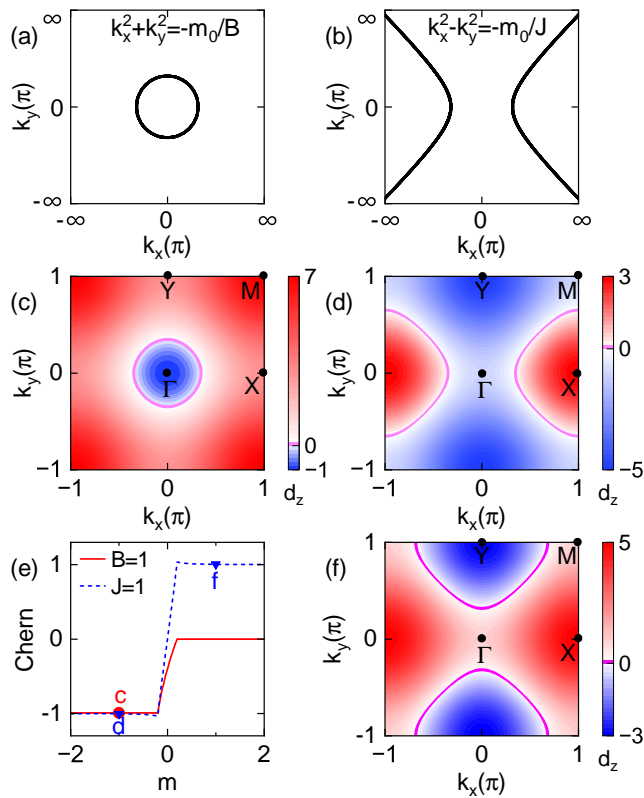 (a)
k_x^2+k_y^2=-m_0/B
∞
0
-∞
k_y(π)
-∞
0
∞
k_x(π)
(b)
k_x^2-k_y^2=-m_0/J
∞
0
-∞
k_y(π)
-∞
0
∞
k_x(π)
(c)
1
0
-1
k_y(π)
Y
M
Γ
X
-1
0
1
k_x(π)
7
0
-1
d_z
(d)
1
0
-1
k_y(π)
Y
M
Γ
X
-1
0
1
k_x(π)
3
0
-5
d_z
(e)
B=1
J=1
1
0
-1
Chern
f
c
d
-2
0
2
m
(f)
1
0
-1
k_y(π)
Y
M
Γ
X
-1
0
1
k_x(π)
5
0
-3
d_z